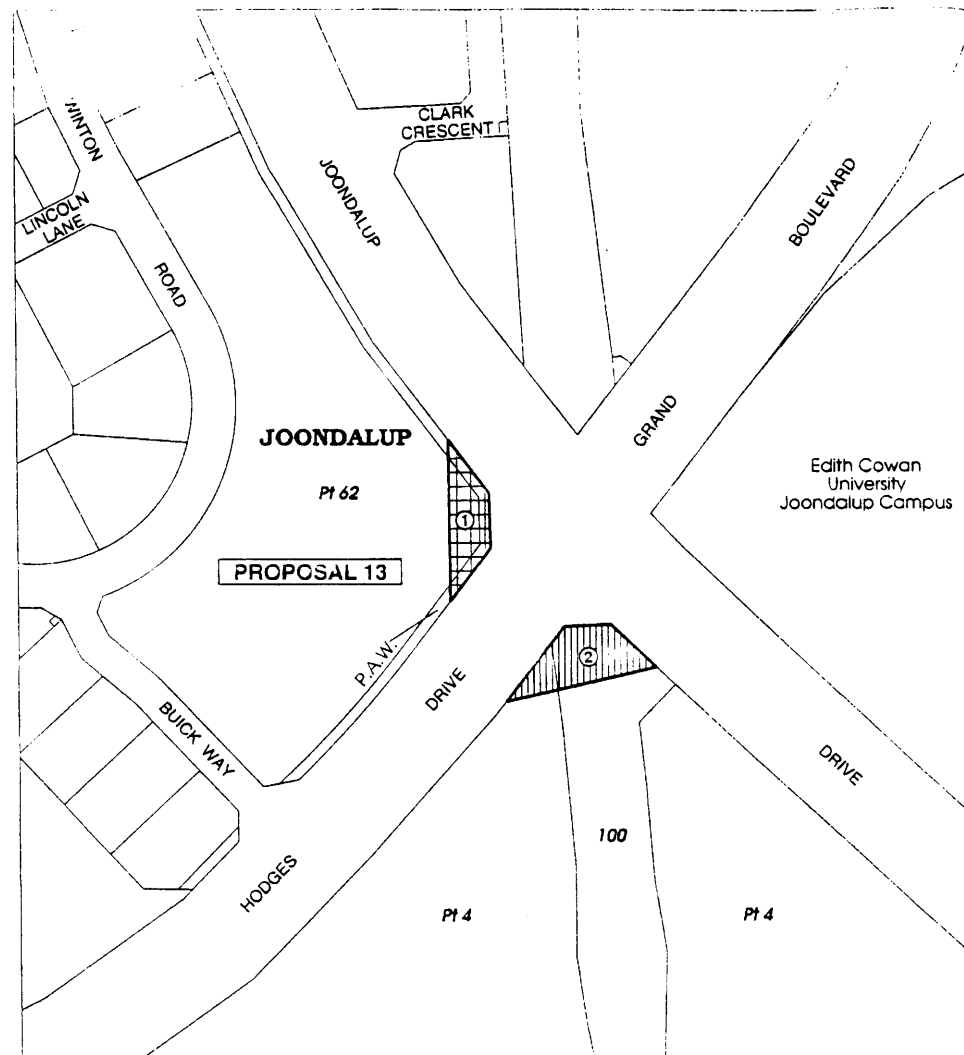 WINTON
ROAD
LINCOLN
LANE
CLARK
CRESCENT
JOONDALUP
BOULEVARD
GRAND
JOONDALUP
Pt 62
PROPOSAL 13
1
Edith Cowan
University
Joondalup Campus
P.A.W.
DRIVE
2
BUICK WAY
DRIVE
HODGES
100
Pt 4
Pt 4